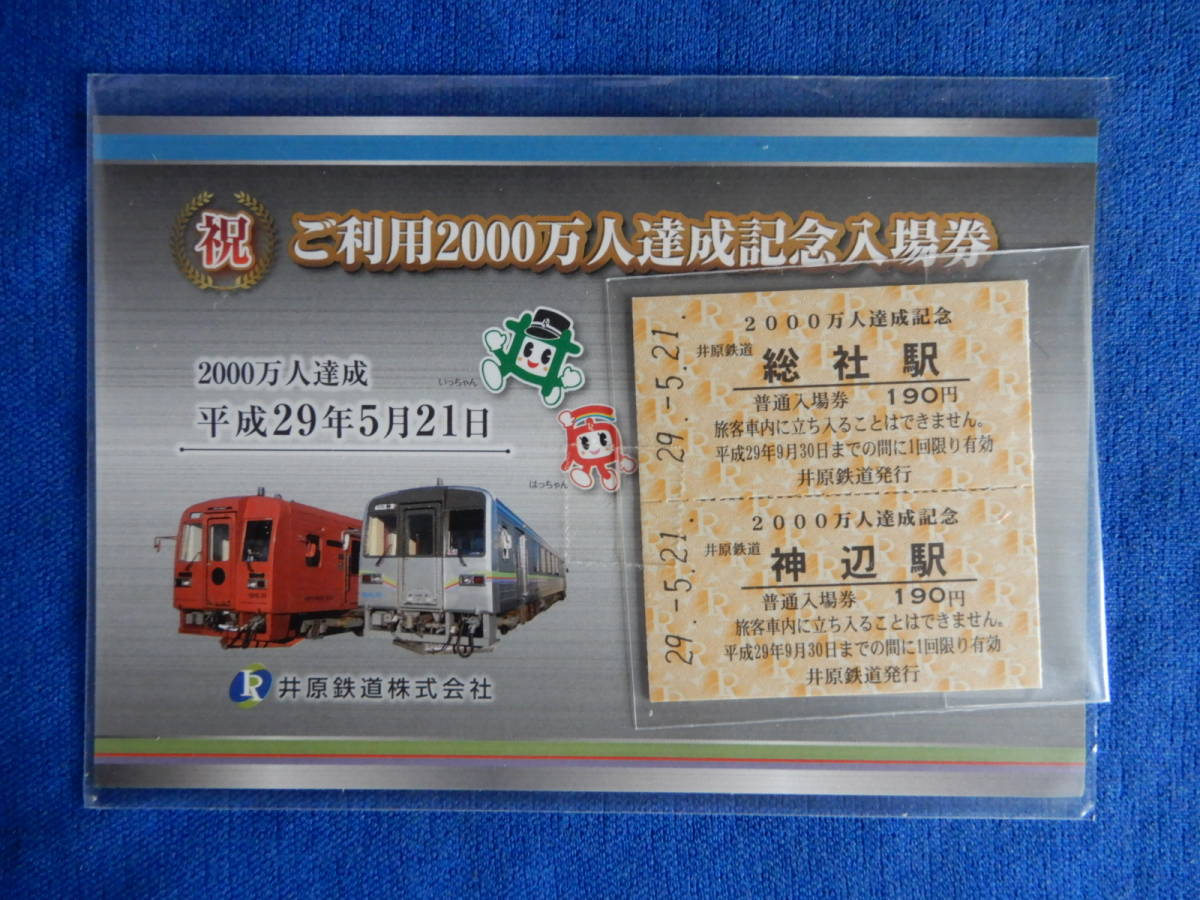 祝
ご利用2000万人達成記念入場券
2000万人達成
平成29年5月21日
いっちゃん
はっちゃん
井原鉄道株式会社
29.-5.21.
2000万人達成記念
井原鉄道 総社駅
普通入場券 190円
旅客車内に立ち入ることはできません。
平成29年9月30日までの間に1回限り有効
井原鉄道発行
29.-5.21.
2000万人達成記念
井原鉄道 神辺駅
普通入場券 190円
旅客車内に立ち入ることはできません。
平成29年9月30日までの間に1回限り有効
井原鉄道発行